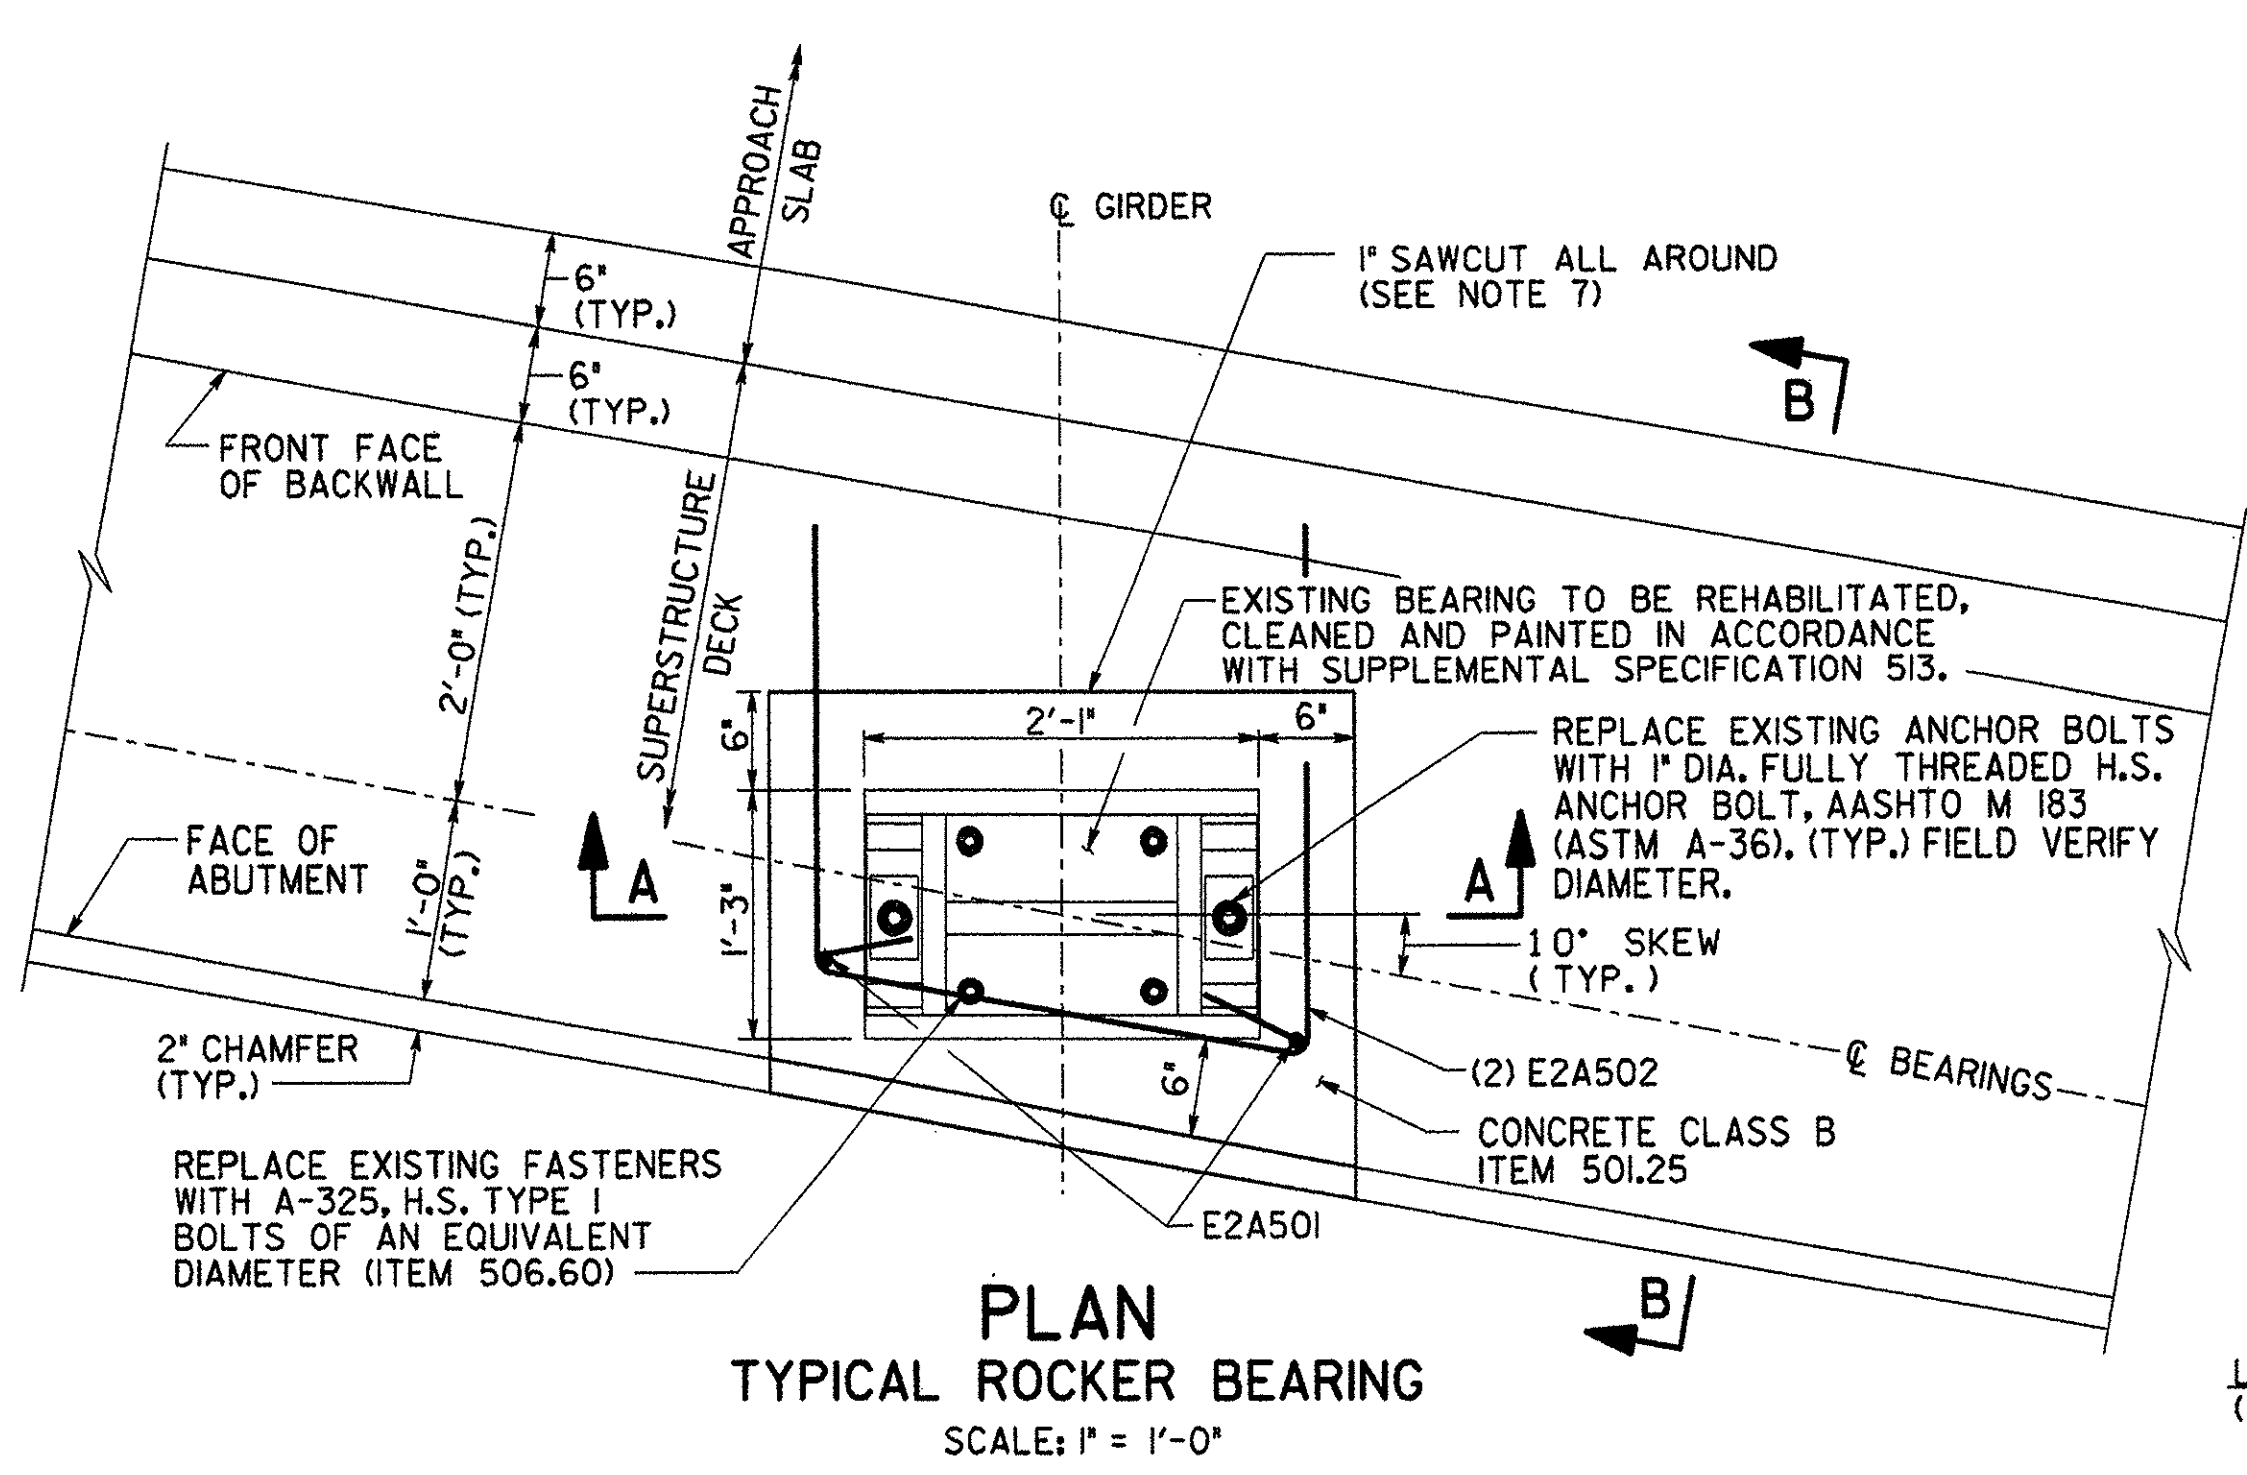 APPROACH
SLAB
℄ GIRDER
1" SAWCUT ALL AROUND
(SEE NOTE 7)
6"
(TYP.)
6"
(TYP.)
B
FRONT FACE
OF BACKWALL
2'-0" (TYP.)
SUPERSTRUCTURE
DECK
EXISTING BEARING TO BE REHABILITATED,
CLEANED AND PAINTED IN ACCORDANCE
WITH SUPPLEMENTAL SPECIFICATION 513.
6"
2'-1"
6"
REPLACE EXISTING ANCHOR BOLTS
WITH 1" DIA. FULLY THREADED H.S.
ANCHOR BOLT, AASHTO M 183
(ASTM A-36). (TYP.) FIELD VERIFY
DIAMETER.
FACE OF
ABUTMENT
1'-0"
(TYP.)
A
1'-3"
A
10° SKEW
(TYP.)
2" CHAMFER
(TYP.)
6"
(2) E2A502
℄ BEARINGS
CONCRETE CLASS B
ITEM 501.25
REPLACE EXISTING FASTENERS
WITH A-325, H.S. TYPE 1
BOLTS OF AN EQUIVALENT
DIAMETER (ITEM 506.60)
E2A501
B
PLAN
TYPICAL ROCKER BEARING
SCALE: 1" = 1'-0"